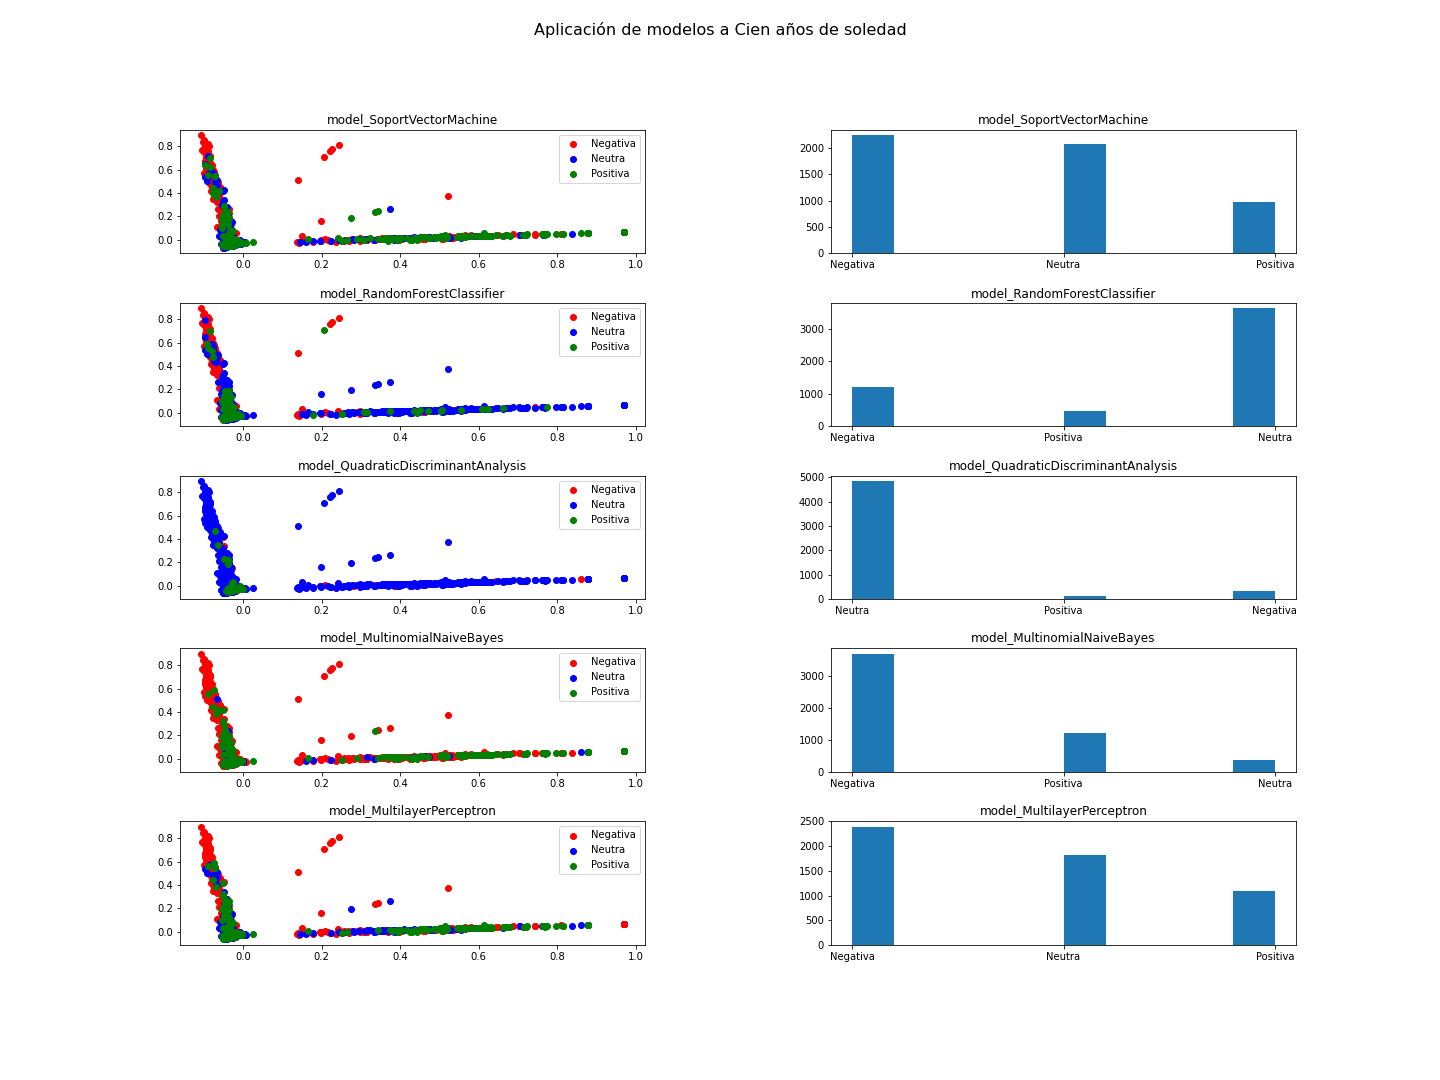 Aplicación de modelos a Cien años de soledad
model_SoportVectorMachine
0.8
0.6
0.4
0.2
0.0
Negativa
Neutra
Positiva
0.0 0.2 0.4 0.6 0.8 1.0
model_SoportVectorMachine
2000
1500
1000
500
0
Negativa Neutra Positiva
model_RandomForestClassifier
0.8
0.6
0.4
0.2
0.0
Negativa
Neutra
Positiva
0.0 0.2 0.4 0.6 0.8 1.0
model_RandomForestClassifier
3000
2000
1000
0
Negativa Positiva Neutra
model_QuadraticDiscriminantAnalysis
0.8
0.6
0.4
0.2
0.0
Negativa
Neutra
Positiva
0.0 0.2 0.4 0.6 0.8 1.0
model_QuadraticDiscriminantAnalysis
5000
4000
3000
2000
1000
0
Neutra Positiva Negativa
model_MultinomialNaiveBayes
0.8
0.6
0.4
0.2
0.0
Negativa
Neutra
Positiva
0.0 0.2 0.4 0.6 0.8 1.0
model_MultinomialNaiveBayes
3000
2000
1000
0
Negativa Positiva Neutra
model_MultilayerPerceptron
0.8
0.6
0.4
0.2
0.0
Negativa
Neutra
Positiva
0.0 0.2 0.4 0.6 0.8 1.0
model_MultilayerPerceptron
2500
2000
1500
1000
500
0
Negativa Neutra Positiva